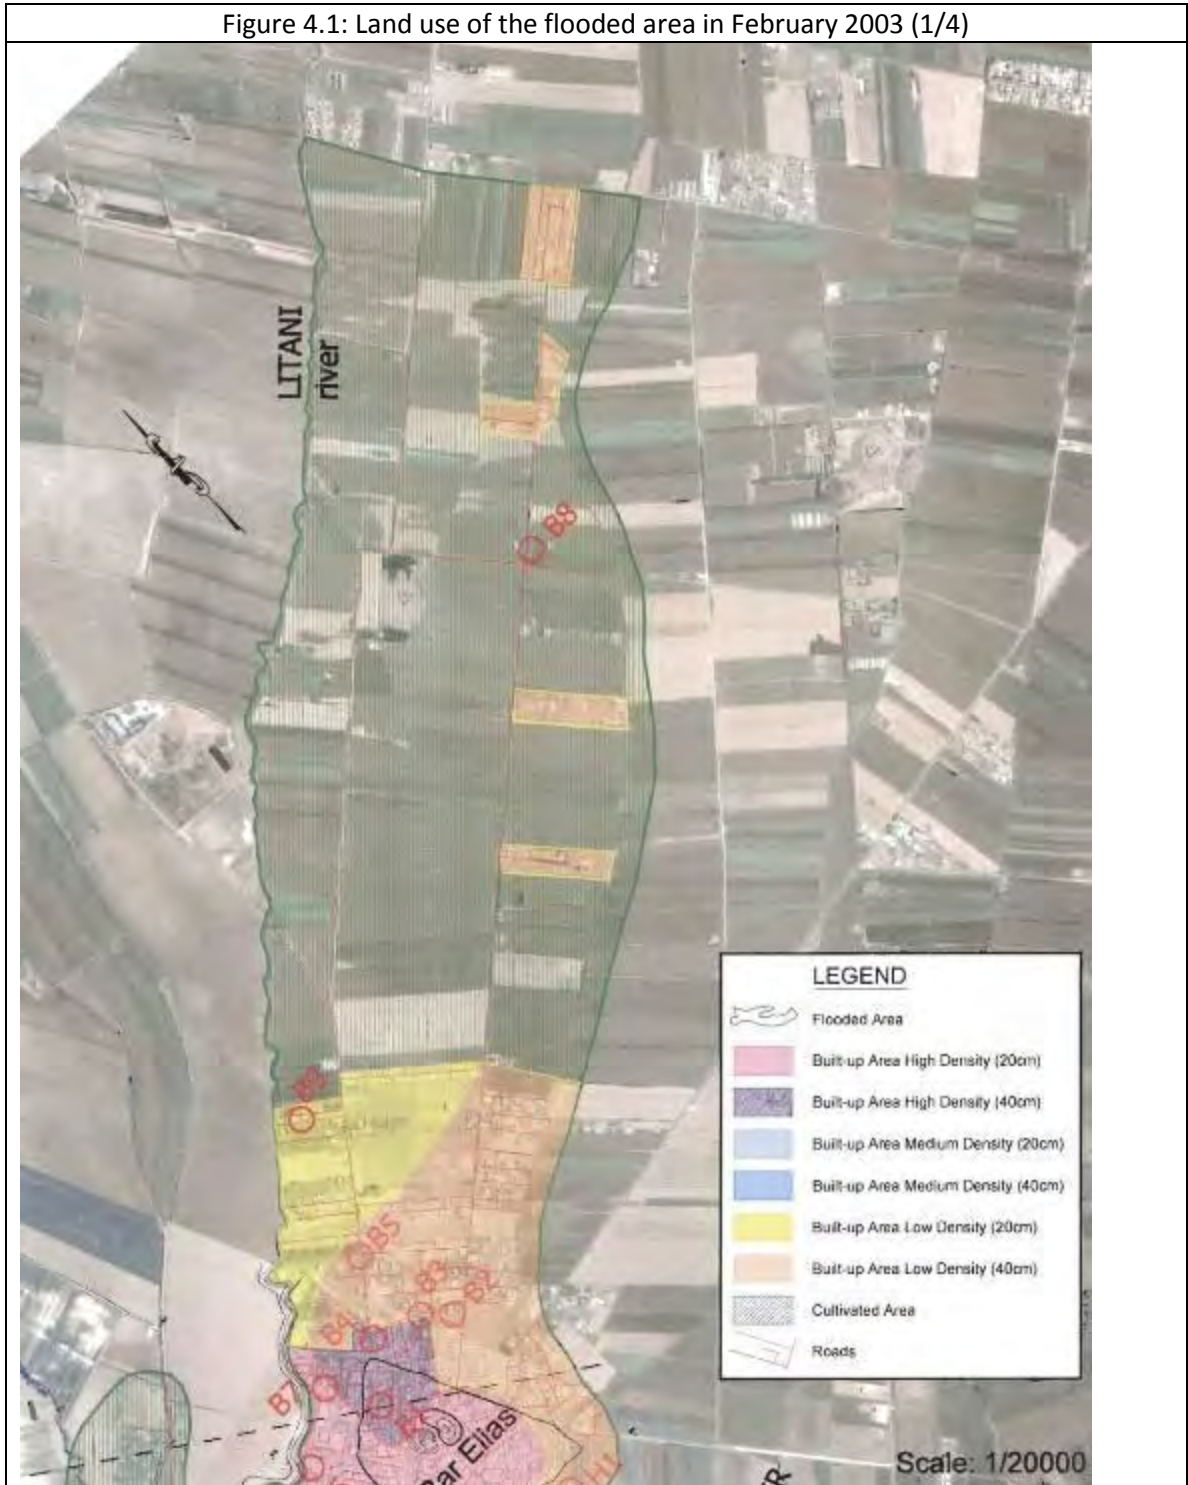 Figure 4.1: Land use of the flooded area in February 2003 (1/4)
LITANI
river
B8
B5
B3
B2
B4
B7
Bar Elias
LEGEND
Flooded Area
Built-up Area High Density (20cm)
Built-up Area High Density (40cm)
Built-up Area Medium Density (20cm)
Built-up Area Medium Density (40cm)
Built-up Area Low Density (20cm)
Built-up Area Low Density (40cm)
Cultivated Area
Roads
Scale: 1/20000